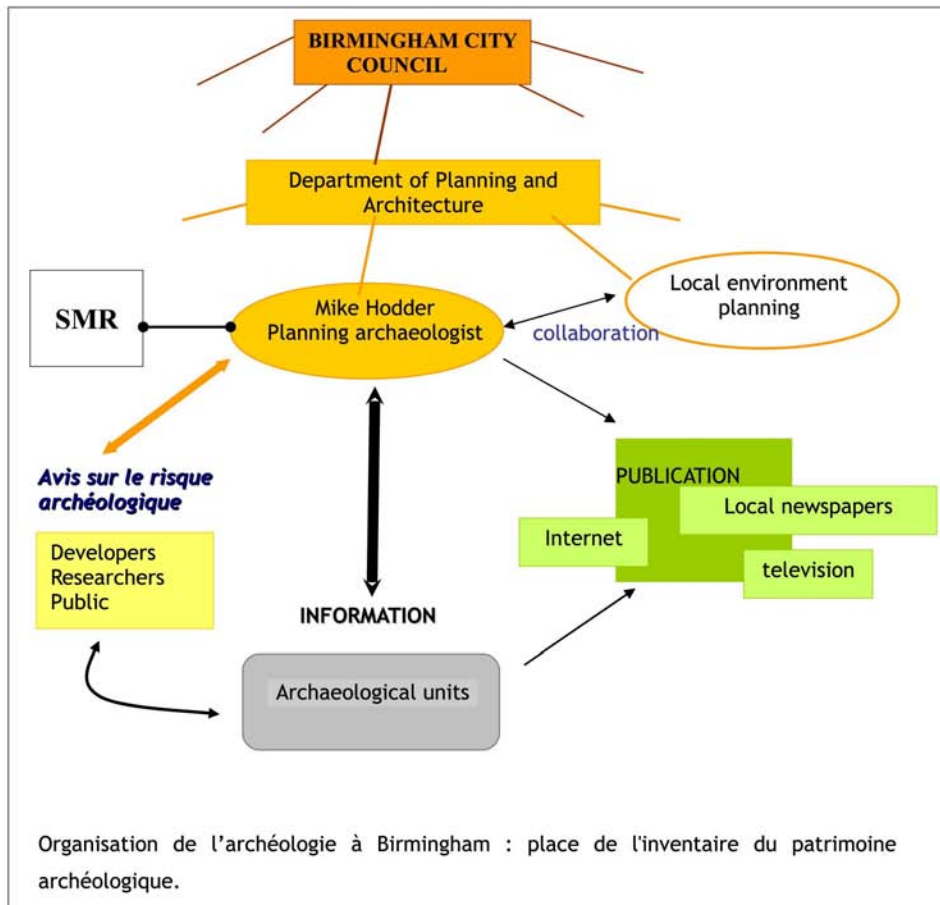 BIRMINGHAM CITY
COUNCIL
Department of Planning and
Architecture
SMR
Mike Hodder
Planning archaeologist
Local environment
planning
collaboration
Avis sur le risque
archéologique
PUBLICATION
Local newspapers
Internet
television
Developers
Researchers
Public
INFORMATION
Archaeological units
Organisation de l'archéologie à Birmingham : place de l'inventaire du patrimoine
archéologique.